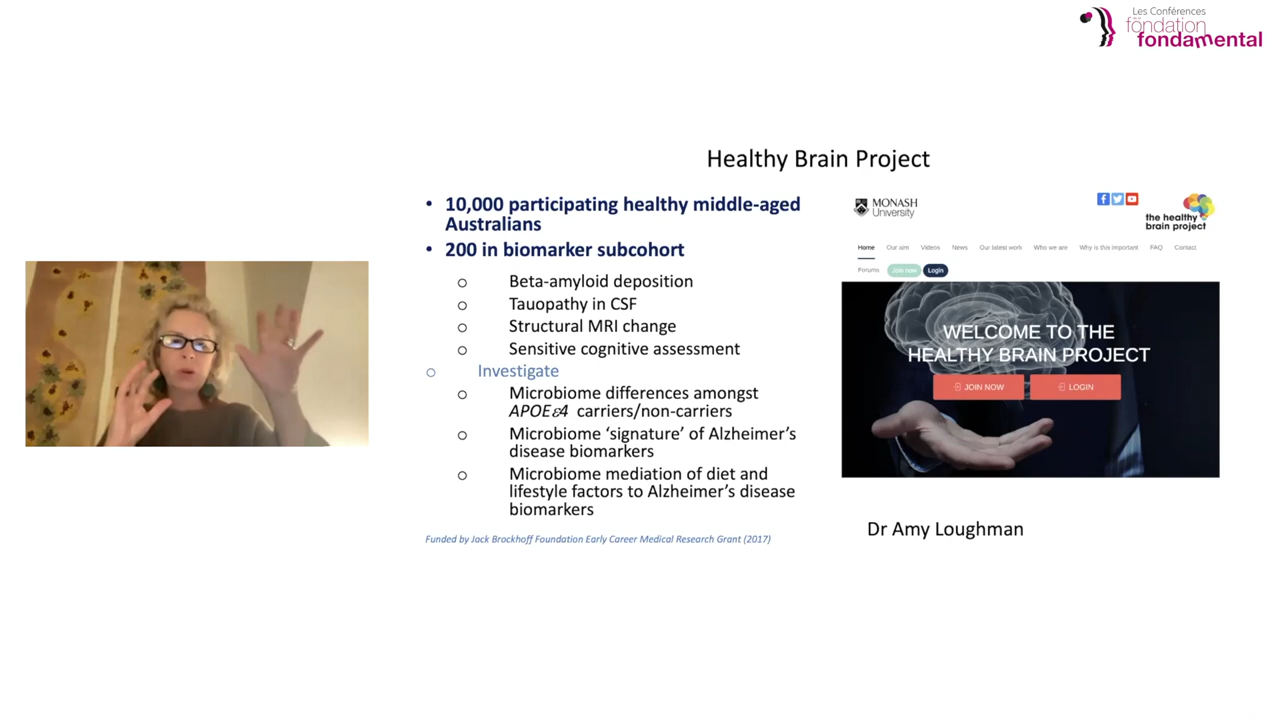 Les Conférences
fondation
fondamental
Healthy Brain Project
• 10,000 participating healthy middle-aged
Australians
• 200 in biomarker subcohort
o Beta-amyloid deposition
o Tauopathy in CSF
o Structural MRI change
o Sensitive cognitive assessment
o Investigate
o Microbiome differences amongst
APOEε4 carriers/non-carriers
o Microbiome ‘signature’ of Alzheimer’s
disease biomarkers
o Microbiome mediation of diet and
lifestyle factors to Alzheimer’s disease
biomarkers
Funded by Jack Brockhoff Foundation Early Career Medical Research Grant (2017)
MONASH
University
the healthy
brain project
Home Our aim Videos News Our latest work Who we are Why is this important FAQ Contact
Forums Join now Login
WELCOME TO THE
HEALTHY BRAIN PROJECT
JOIN NOW LOGIN
Dr Amy Loughman